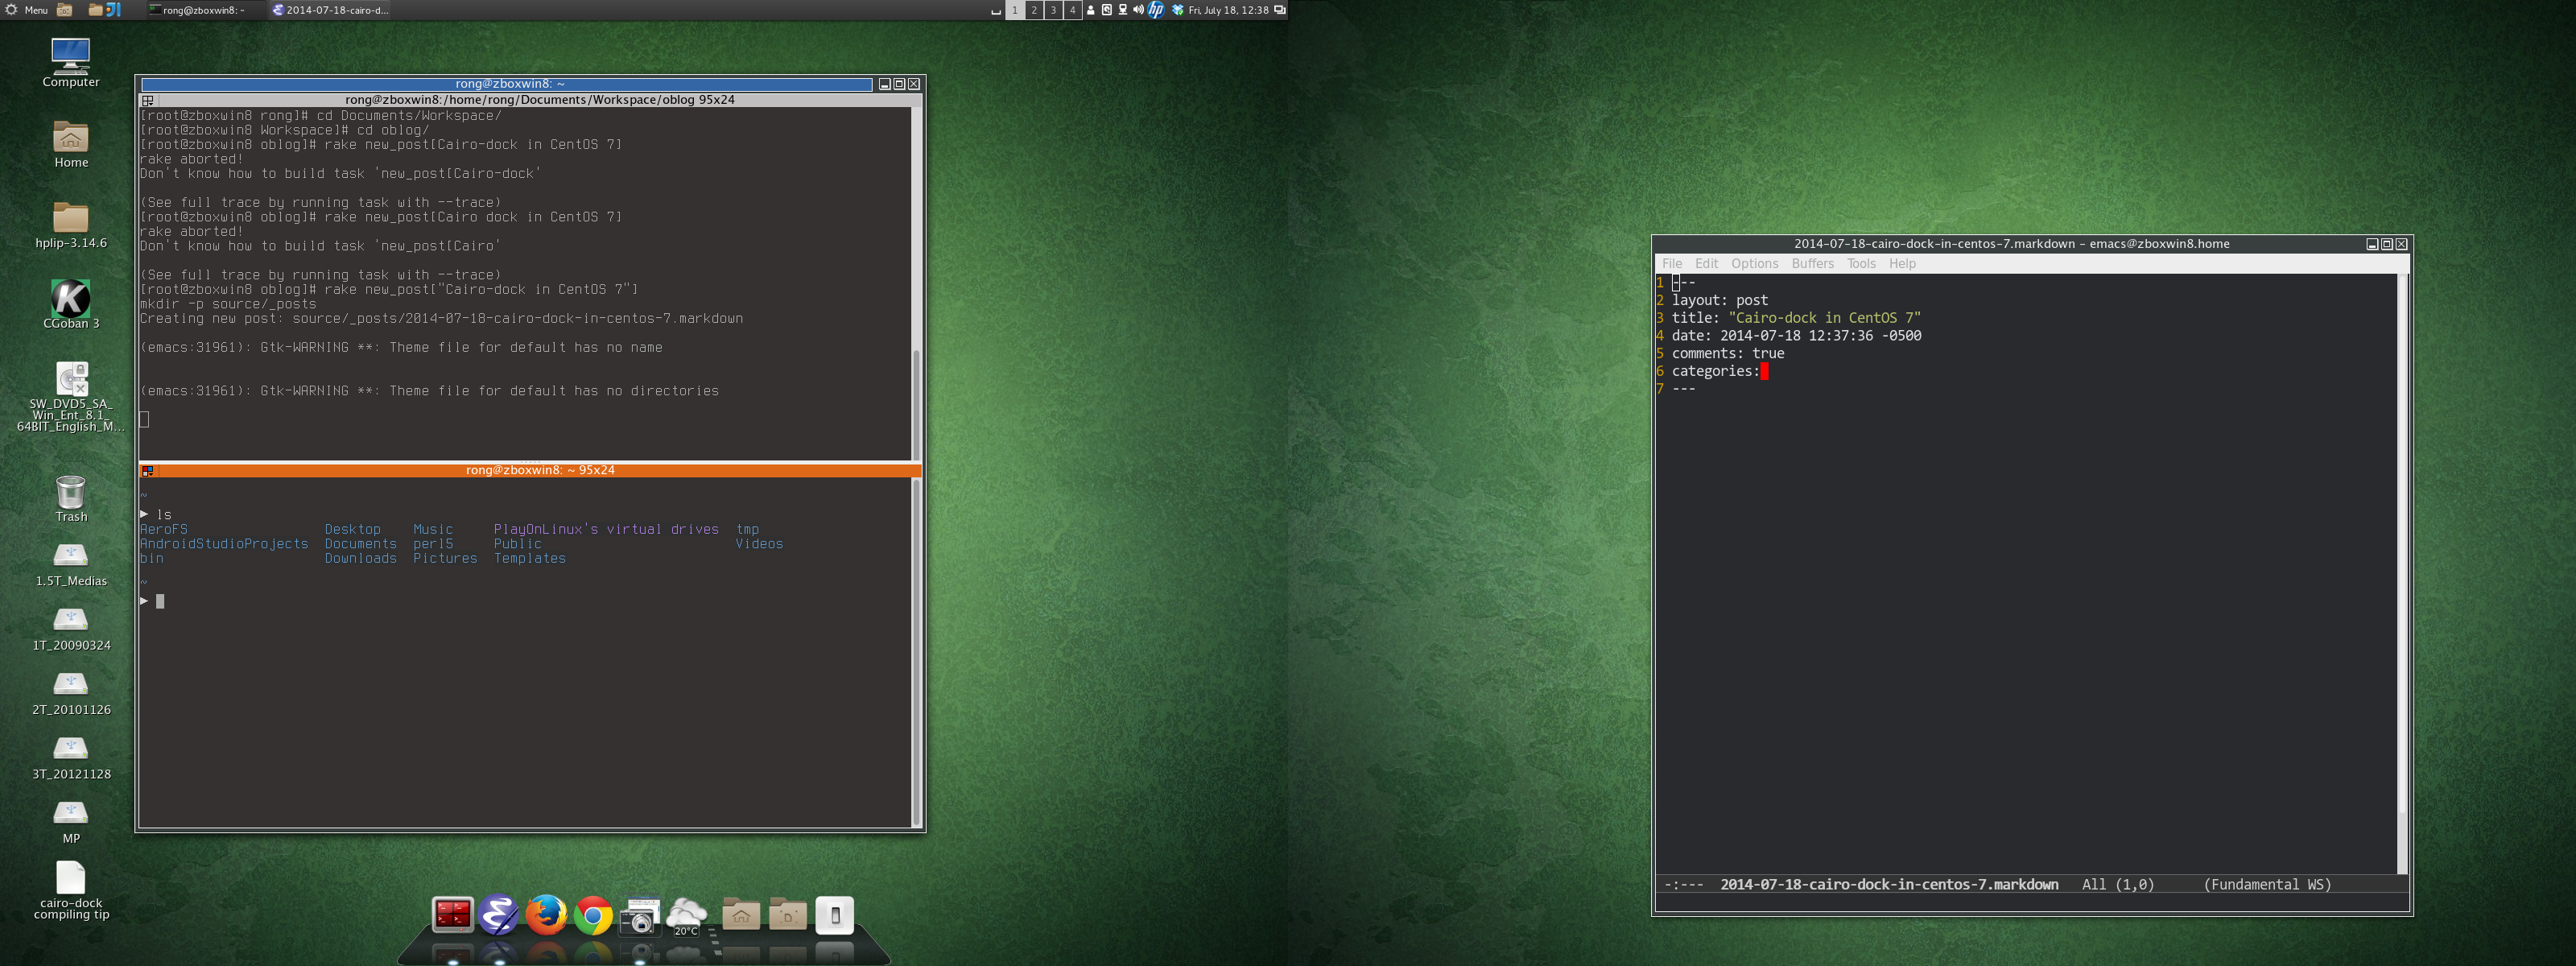 Menu
rong@zboxwin8: ~
2014-07-18-cairo-d...
1 2 3 4
hp
Fri, July 18, 12:38
Computer
Home
hplip-3.14.6
CGoban 3
SW_DVD5_SA_
Win_Ent_8.1_
64BIT_English_M...
Trash
1.5T_Medias
1T_20090324
2T_20101126
3T_20121128
MP
cairo-dock
compiling tip
rong@zboxwin8: ~
rong@zboxwin8:/home/rong/Documents/Workspace/oblog 95x24
[root@zboxwin8 rong]# cd Documents/Workspace/
[root@zboxwin8 Workspace]# cd oblog/
[root@zboxwin8 oblog]# rake new_post[Cairo-dock in CentOS 7]
rake aborted!
Don't know how to build task 'new_post[Cairo-dock'
(See full trace by running task with --trace)
[root@zboxwin8 oblog]# rake new_post[Cairo dock in CentOS 7]
rake aborted!
Don't know how to build task 'new_post[Cairo'
(See full trace by running task with --trace)
[root@zboxwin8 oblog]# rake new_post["Cairo-dock in CentOS 7"]
mkdir -p source/_posts
Creating new post: source/_posts/2014-07-18-cairo-dock-in-centos-7.markdown
(emacs:31961): Gtk-WARNING **: Theme file for default has no name
(emacs:31961): Gtk-WARNING **: Theme file for default has no directories
rong@zboxwin8: ~ 95x24
~
► ls
AeroFS Desktop Music PlayOnLinux's virtual drives tmp
AndroidStudioProjects Documents perl5 Public Videos
bin Downloads Pictures Templates
~
►
20°C
2014-07-18-cairo-dock-in-centos-7.markdown - emacs@zboxwin8.home
File Edit Options Buffers Tools Help
1 ---
2 layout: post
3 title: "Cairo-dock in CentOS 7"
4 date: 2014-07-18 12:37:36 -0500
5 comments: true
6 categories:
7 ---
-:--- 2014-07-18-cairo-dock-in-centos-7.markdown All (1,0) (Fundamental WS)